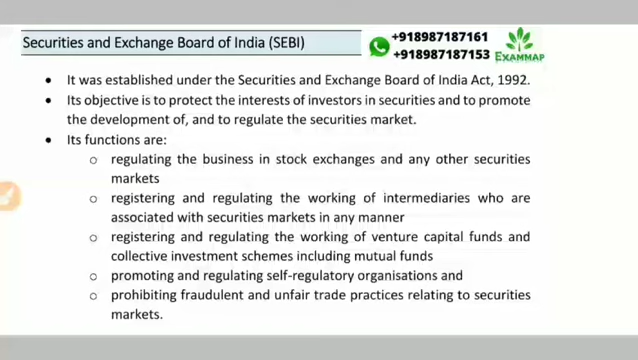 Securities and Exchange Board of India (SEBI)
+918987187161
+918987187153
EXAMMAP
• It was established under the Securities and Exchange Board of India Act, 1992.
• Its objective is to protect the interests of investors in securities and to promote
the development of, and to regulate the securities market.
• Its functions are:
o regulating the business in stock exchanges and any other securities
markets
o registering and regulating the working of intermediaries who are
associated with securities markets in any manner
o registering and regulating the working of venture capital funds and
collective investment schemes including mutual funds
o promoting and regulating self-regulatory organisations and
o prohibiting fraudulent and unfair trade practices relating to securities
markets.